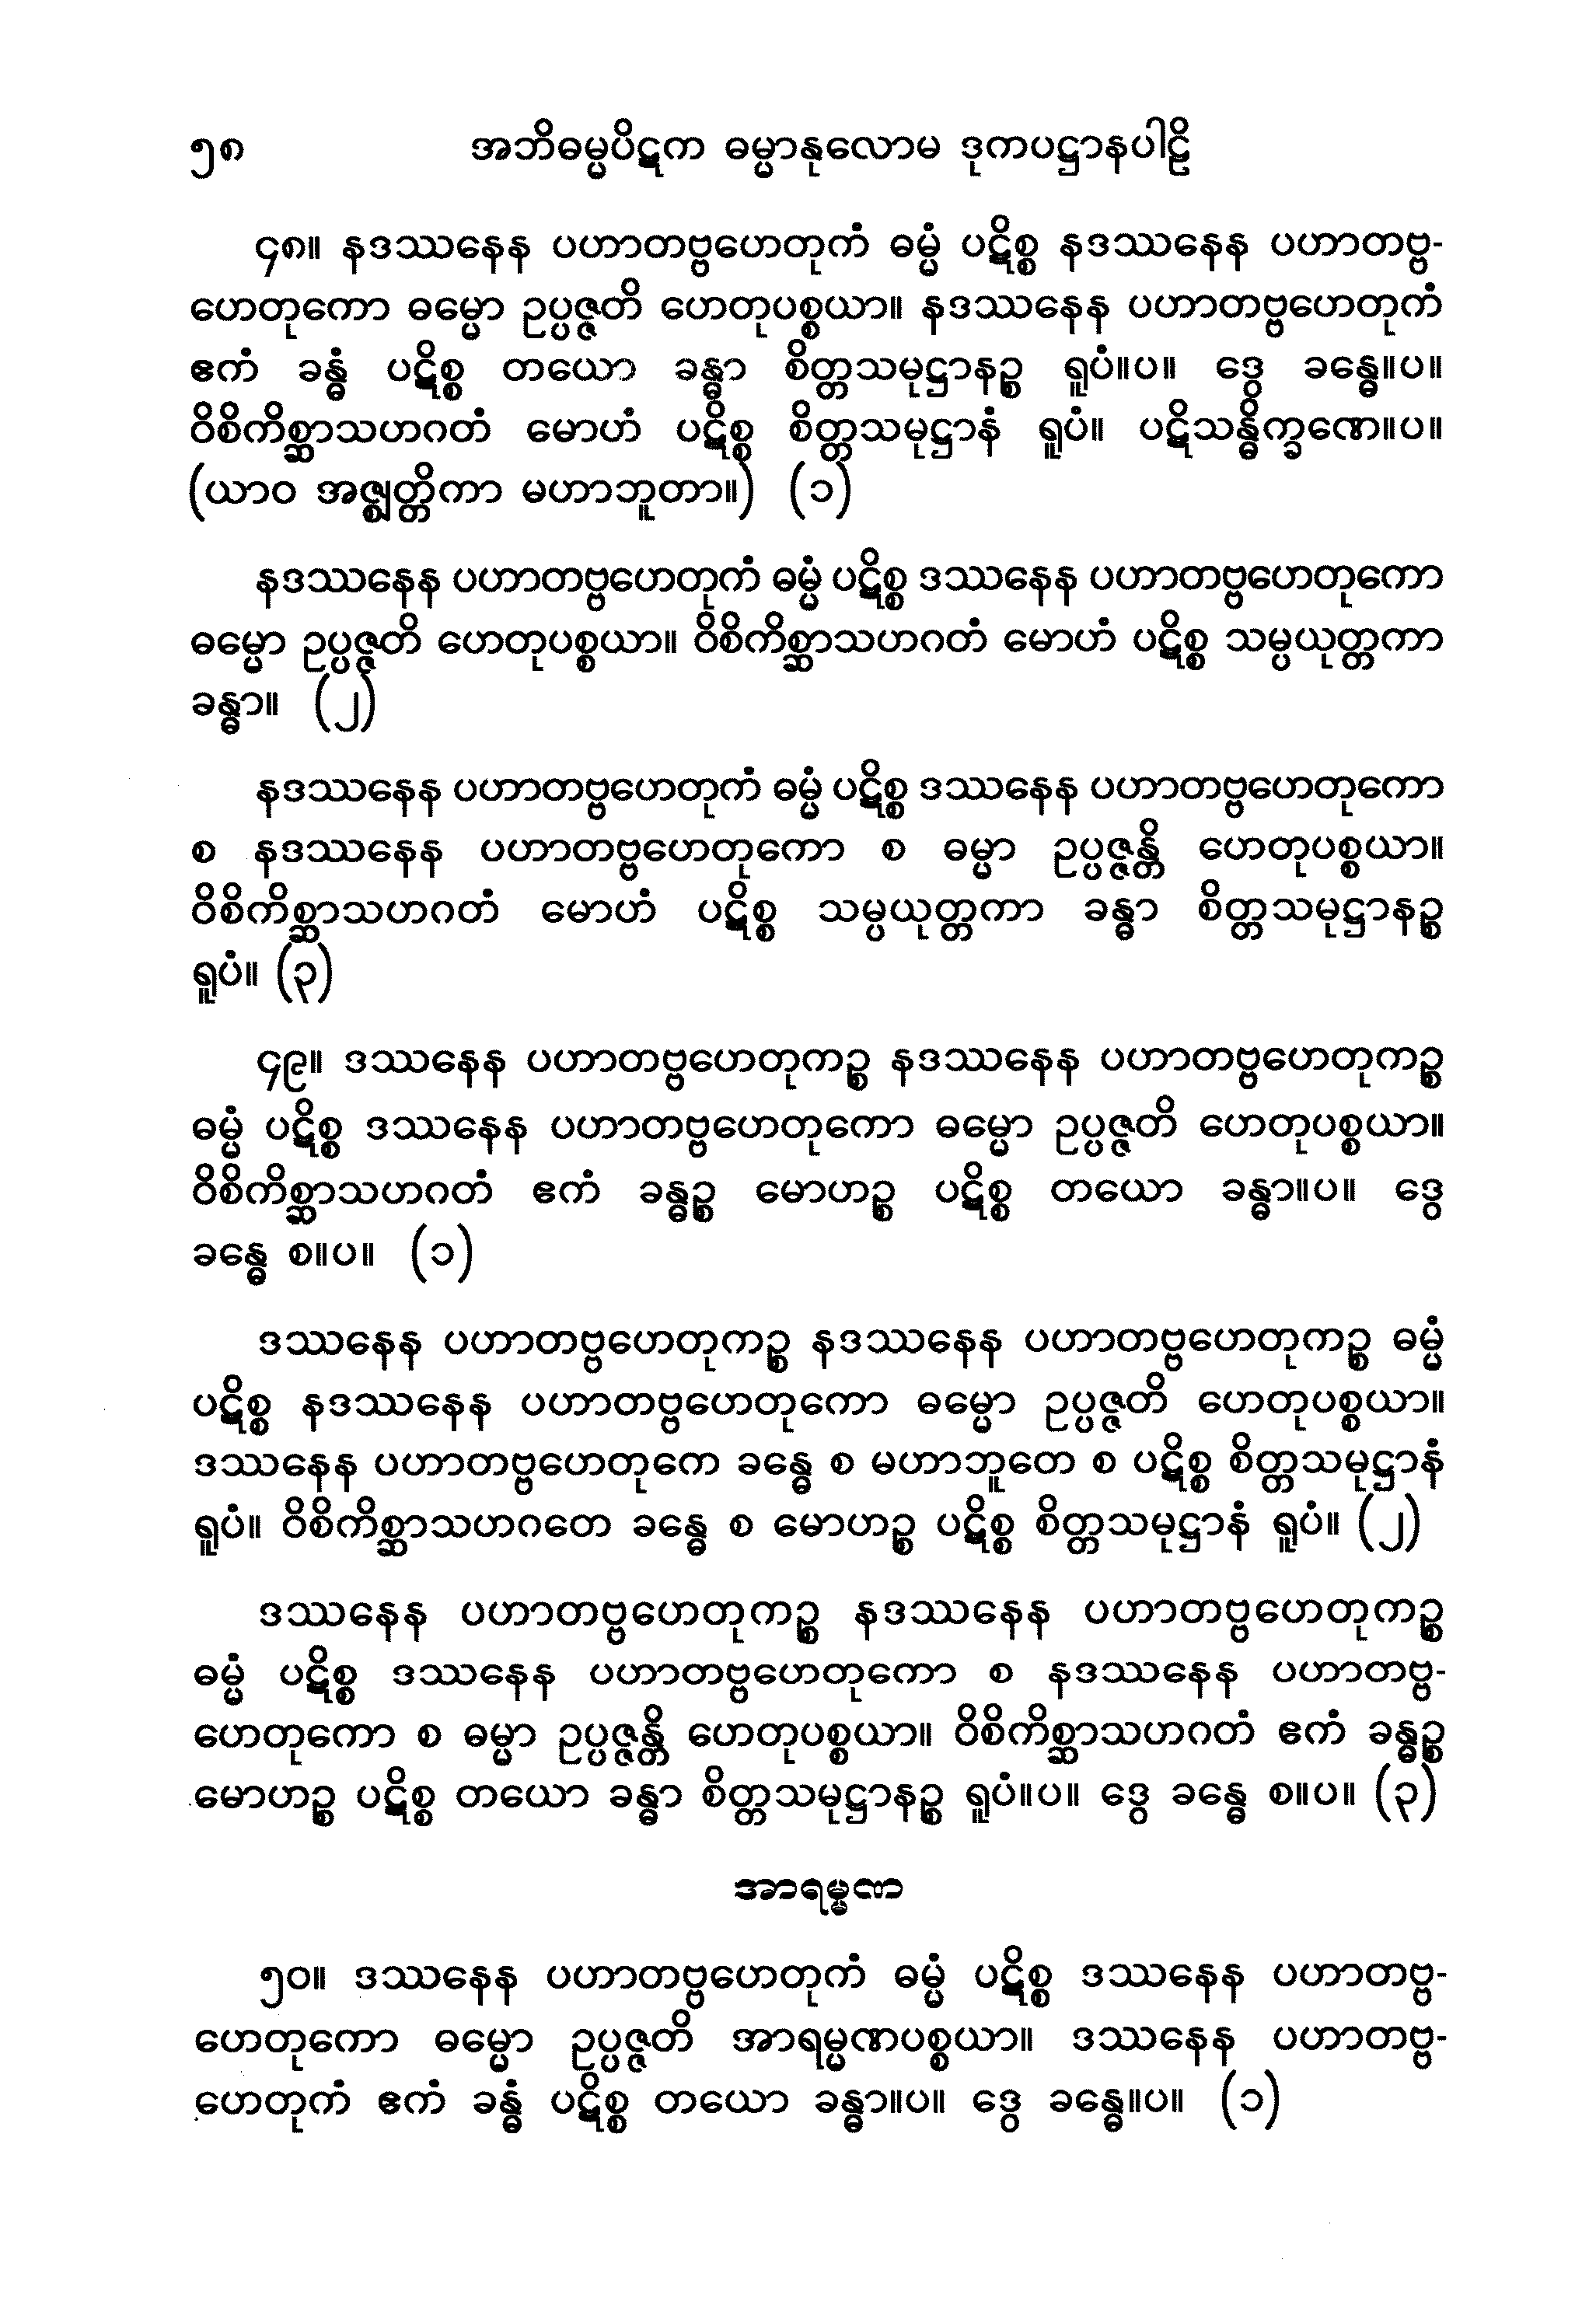 ၅၈ အဘိဓမ္မပိဋက ဓမ္မာနုလောမ ဒုကပဋ္ဌာနပါဠိ
၄၈။ နဒဿနေန ပဟာတဗ္ဗဟေတုကံ ဓမ္မံ ပဋိစ္စ နဒဿနေန ပဟာတဗ္ဗ-
ဟေတုကော ဓမ္မော ဥပ္ပဇ္ဇတိ ဟေတုပစ္စယာ။ နဒဿနေန ပဟာတဗ္ဗဟေတုကံ
ဧကံ ခန္ဓံ ပဋိစ္စ တယော ခန္ဓာ စိတ္တသမုဋ္ဌာနဉ္စ ရူပံ။ပ။ ဒွေ ခန္ဓေ။ပ။
ဝိစိကိစ္ဆာသဟဂတံ မောဟံ ပဋိစ္စ စိတ္တသမုဋ္ဌာနံ ရူပံ။ ပဋိသန္ဓိက္ခဏေ။ပ။
(ယာဝ အဇ္ဈတ္တိကာ မဟာဘူတာ။) (၁)
နဒဿနေန ပဟာတဗ္ဗဟေတုကံ ဓမ္မံ ပဋိစ္စ ဒဿနေန ပဟာတဗ္ဗဟေတုကော
ဓမ္မော ဥပ္ပဇ္ဇတိ ဟေတုပစ္စယာ။ ဝိစိကိစ္ဆာသဟဂတံ မောဟံ ပဋိစ္စ သမ္ပယုတ္တကာ
ခန္ဓာ။ (၂)
နဒဿနေန ပဟာတဗ္ဗဟေတုကံ ဓမ္မံ ပဋိစ္စ ဒဿနေန ပဟာတဗ္ဗဟေတုကော
စ နဒဿနေန ပဟာတဗ္ဗဟေတုကော စ ဓမ္မာ ဥပ္ပဇ္ဇန္တိ ဟေတုပစ္စယာ။
ဝိစိကိစ္ဆာသဟဂတံ မောဟံ ပဋိစ္စ သမ္ပယုတ္တကာ ခန္ဓာ စိတ္တသမုဋ္ဌာနဉ္စ
ရူပံ။ (၃)
၄၉။ ဒဿနေန ပဟာတဗ္ဗဟေတုကဉ္စ နဒဿနေန ပဟာတဗ္ဗဟေတုကဉ္စ
ဓမ္မံ ပဋိစ္စ ဒဿနေန ပဟာတဗ္ဗဟေတုကော ဓမ္မော ဥပ္ပဇ္ဇတိ ဟေတုပစ္စယာ။
ဝိစိကိစ္ဆာသဟဂတံ ဧကံ ခန္ဓဉ္စ မောဟဉ္စ ပဋိစ္စ တယော ခန္ဓာ။ပ။ ဒွေ
ခန္ဓေ စ။ပ။ (၁)
ဒဿနေန ပဟာတဗ္ဗဟေတုကဉ္စ နဒဿနေန ပဟာတဗ္ဗဟေတုကဉ္စ ဓမ္မံ
ပဋိစ္စ နဒဿနေန ပဟာတဗ္ဗဟေတုကော ဓမ္မော ဥပ္ပဇ္ဇတိ ဟေတုပစ္စယာ။
ဒဿနေန ပဟာတဗ္ဗဟေတုကေ ခန္ဓေ စ မဟာဘူတေ စ ပဋိစ္စ စိတ္တသမုဋ္ဌာနံ
ရူပံ။ ဝိစိကိစ္ဆာသဟဂတေ ခန္ဓေ စ မောဟဉ္စ ပဋိစ္စ စိတ္တသမုဋ္ဌာနံ ရူပံ။ (၂)
ဒဿနေန ပဟာတဗ္ဗဟေတုကဉ္စ နဒဿနေန ပဟာတဗ္ဗဟေတုကဉ္စ
ဓမ္မံ ပဋိစ္စ ဒဿနေန ပဟာတဗ္ဗဟေတုကော စ နဒဿနေန ပဟာတဗ္ဗ-
ဟေတုကော စ ဓမ္မာ ဥပ္ပဇ္ဇန္တိ ဟေတုပစ္စယာ။ ဝိစိကိစ္ဆာသဟဂတံ ဧကံ ခန္ဓဉ္စ
မောဟဉ္စ ပဋိစ္စ တယော ခန္ဓာ စိတ္တသမုဋ္ဌာနဉ္စ ရူပံ။ပ။ ဒွေ ခန္ဓေ စ။ပ။ (၃)
အာရမ္မဏ
၅၀။ ဒဿနေန ပဟာတဗ္ဗဟေတုကံ ဓမ္မံ ပဋိစ္စ ဒဿနေန ပဟာတဗ္ဗ-
ဟေတုကော ဓမ္မော ဥပ္ပဇ္ဇတိ အာရမ္မဏပစ္စယာ။ ဒဿနေန ပဟာတဗ္ဗ-
ဟေတုကံ ဧကံ ခန္ဓံ ပဋိစ္စ တယော ခန္ဓာ။ပ။ ဒွေ ခန္ဓေ။ပ။ (၁)